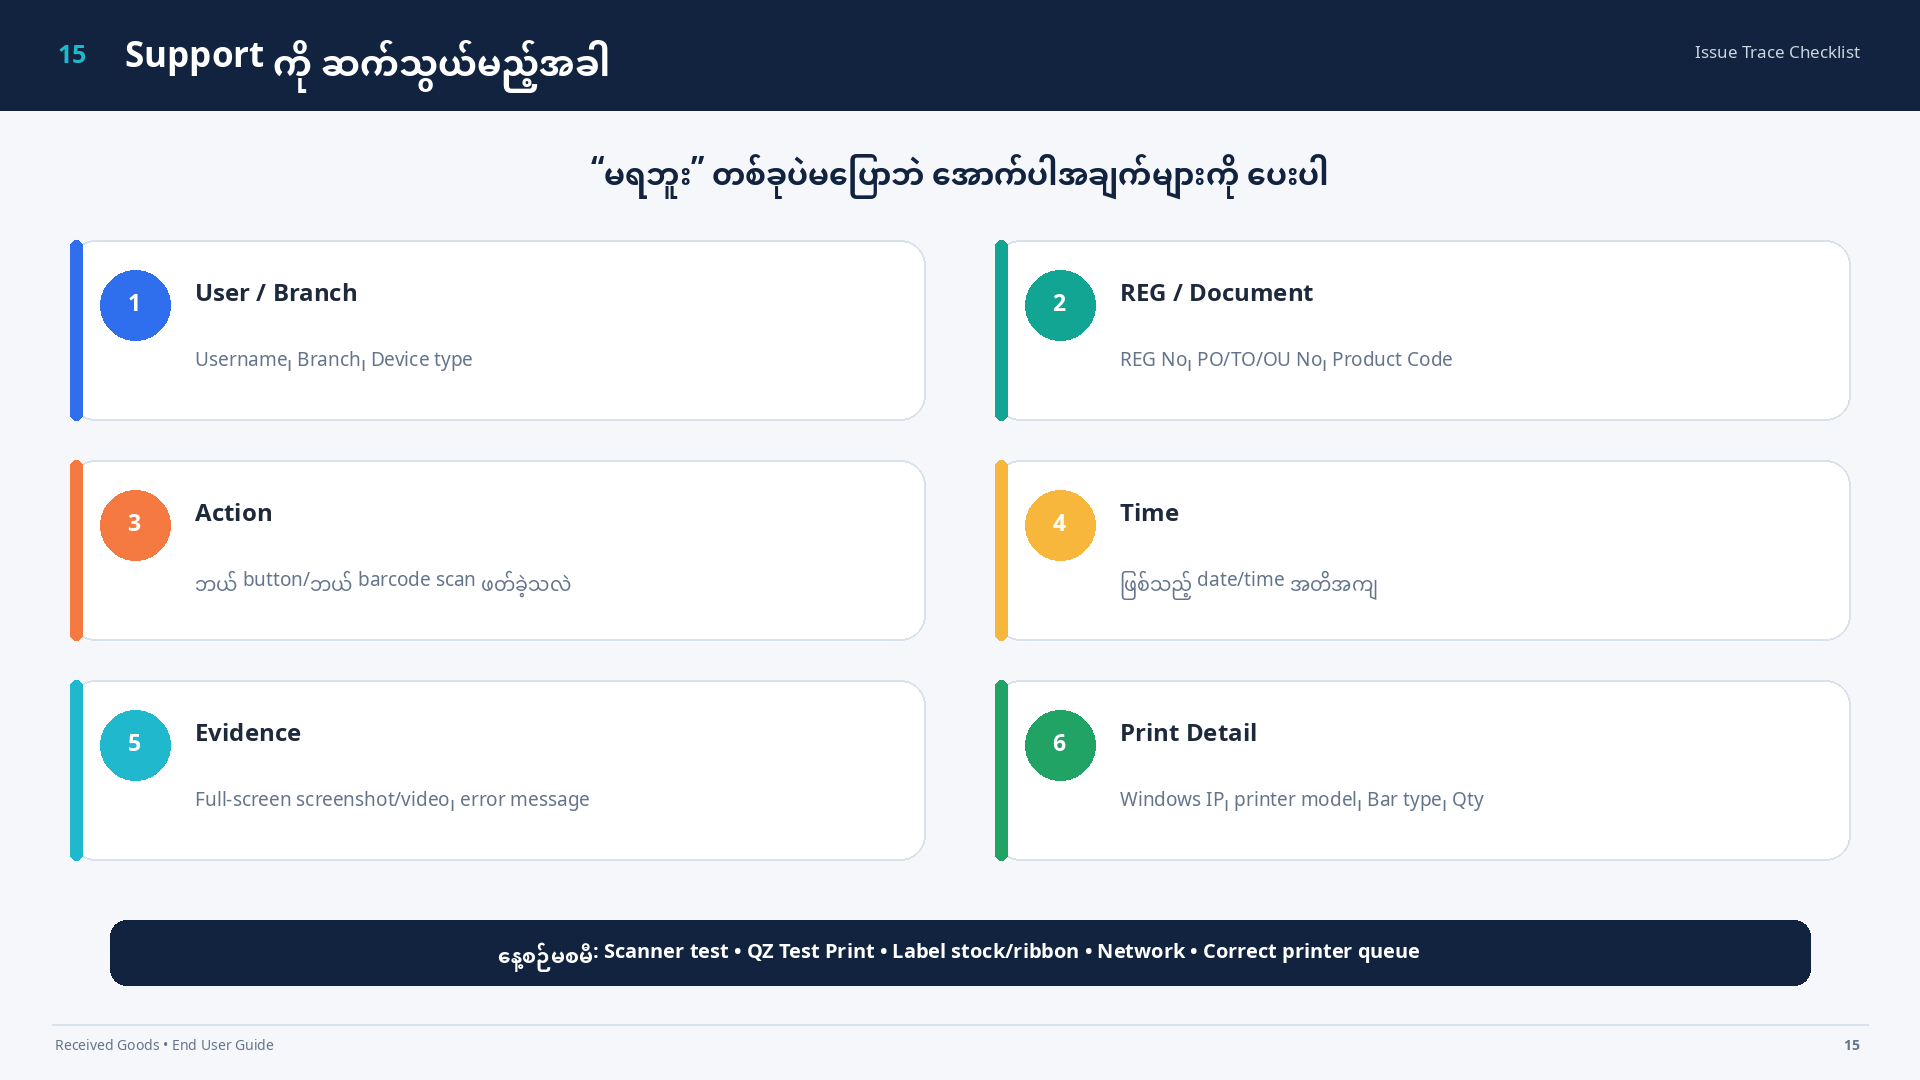 15
Support ကို ဆက်သွယ်မည့်အခါ
Issue Trace Checklist
“မရဘူး” တစ်ခုပဲမပြောဘဲ အောက်ပါအချက်များကို ပေးပါ
1
User / Branch
Username၊ Branch၊ Device type
2
REG / Document
REG No၊ PO/TO/OU No၊ Product Code
3
Action
ဘယ် button/ဘယ် barcode scan ဖတ်ခဲ့သလဲ
4
Time
ဖြစ်သည့် date/time အတိအကျ
5
Evidence
Full-screen screenshot/video၊ error message
6
Print Detail
Windows IP၊ printer model၊ Bar type၊ Qty
နေ့စဉ်မစမီ: Scanner test • QZ Test Print • Label stock/ribbon • Network • Correct printer queue
Received Goods • End User Guide
15